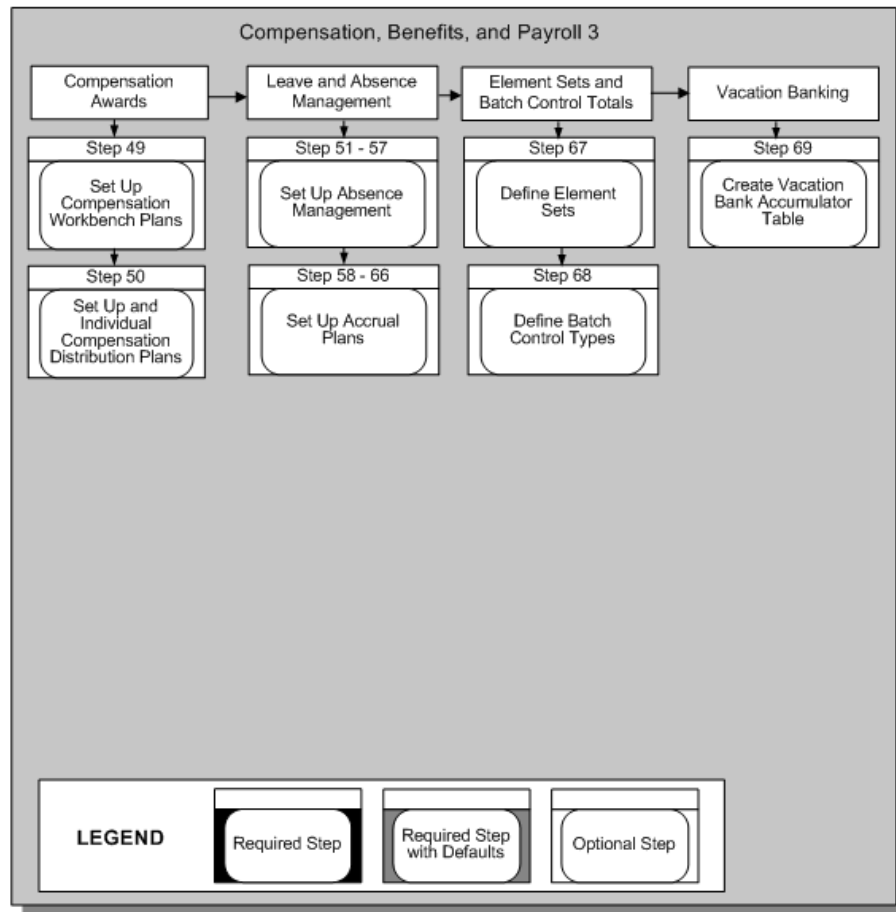 Compensation, Benefits, and Payroll 3
Compensation
Awards
Leave and Absence
Management
Element Sets and
Batch Control Totals
Vacation Banking
Step 49
Set Up
Compensation
Workbench Plans
Step 50
Set Up and
Individual
Compensation
Distribution Plans
Step 51 - 57
Set Up Absence
Management
Step 58 - 66
Set Up Accrual
Plans
Step 67
Define Element
Sets
Step 68
Define Batch
Control Types
Step 69
Create Vacation
Bank Accumulator
Table
LEGEND
Required Step
Required Step
with Defaults
Optional Step